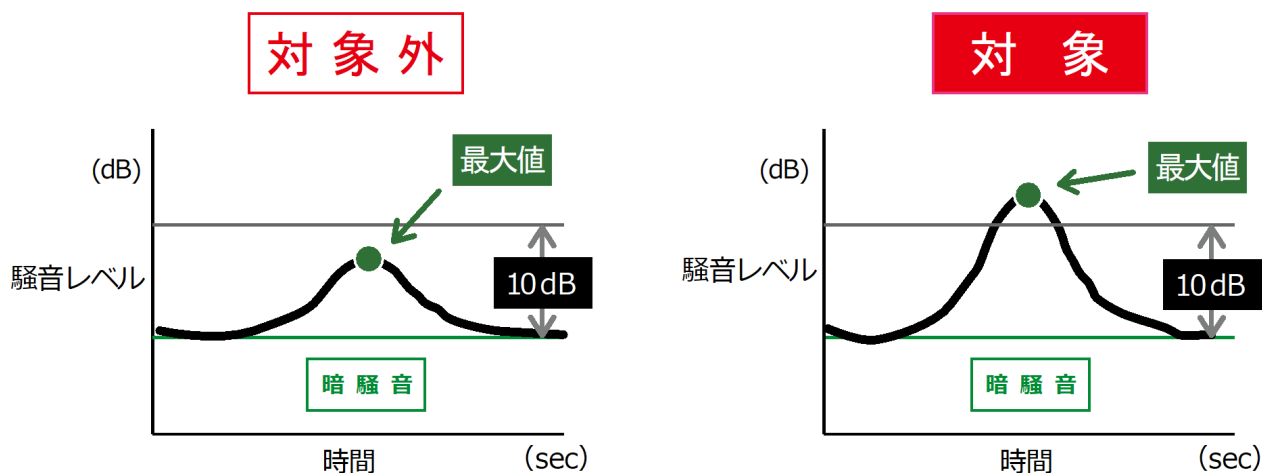 対象外
(dB)
最大値
騒音レベル
10dB
暗騒音
時間
(sec)
対象
(dB)
最大値
騒音レベル
10dB
暗騒音
時間
(sec)